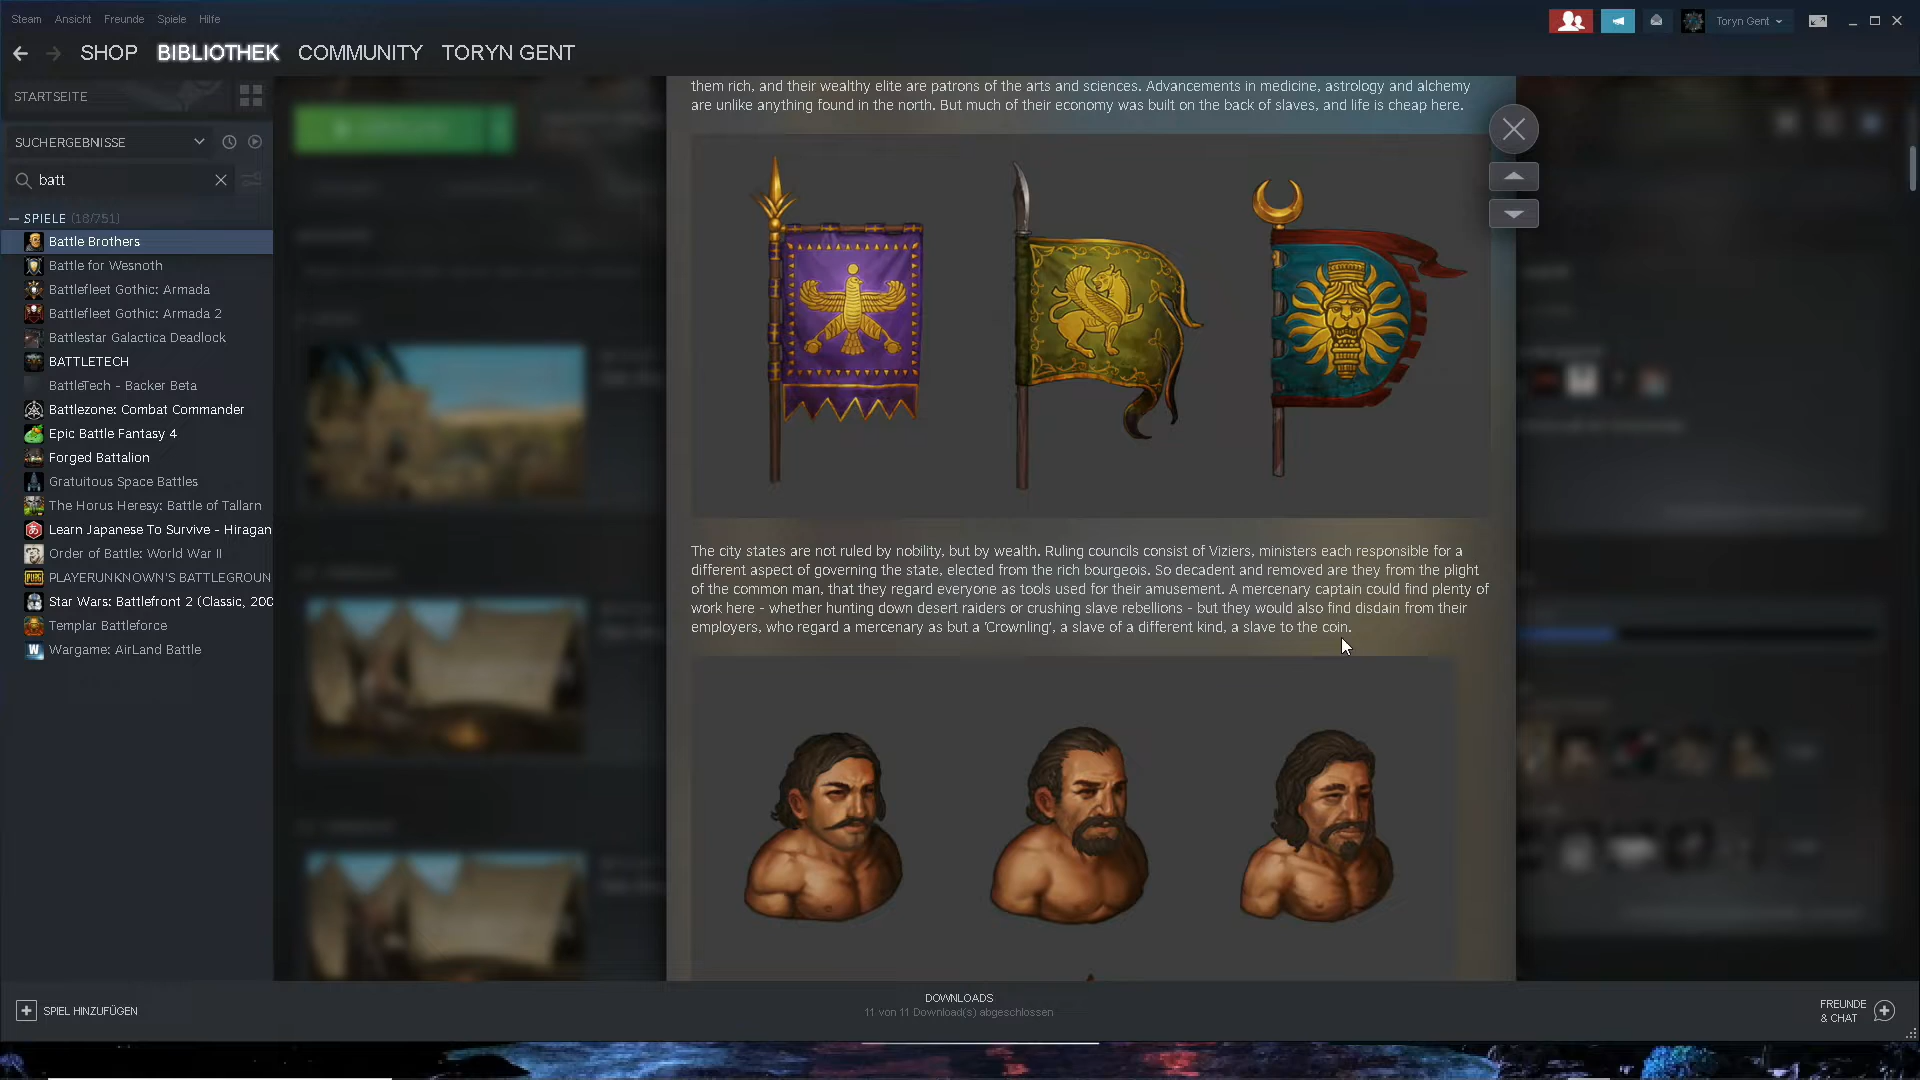 Steam Ansicht Freunde Spiele Hilfe
Toryn Gent
SHOP BIBLIOTHEK COMMUNITY TORYN GENT
STARTSEITE
SUCHERGEBNISSE
batt
SPIELE (18/751)
Battle Brothers
Battle for Wesnoth
Battlefleet Gothic: Armada
Battlefleet Gothic: Armada 2
Battlestar Galactica Deadlock
BATTLETECH
BattleTech - Backer Beta
Battlezone: Combat Commander
Epic Battle Fantasy 4
Forged Battalion
Gratuitous Space Battles
The Horus Heresy: Battle of Tallarn
Learn Japanese To Survive - Hiragan
Order of Battle: World War II
PLAYERUNKNOWN'S BATTLEGROUN
Star Wars: Battlefront 2 (Classic, 200
Templar Battleforce
Wargame: AirLand Battle
them rich, and their wealthy elite are patrons of the arts and sciences. Advancements in medicine, astrology and alchemy
are unlike anything found in the north. But much of their economy was built on the back of slaves, and life is cheap here.
The city states are not ruled by nobility, but by wealth. Ruling councils consist of Viziers, ministers each responsible for a
different aspect of governing the state, elected from the rich bourgeois. So decadent and removed are they from the plight
of the common man, that they regard everyone as tools used for their amusement. A mercenary captain could find plenty of
work here - whether hunting down desert raiders or crushing slave rebellions - but they would also find disdain from their
employers, who regard a mercenary as but a 'Crownling', a slave of a different kind, a slave to the coin.
SPIEL HINZUFÜGEN
DOWNLOADS
11 von 11 Download(s) abgeschlossen
FREUNDE
& CHAT